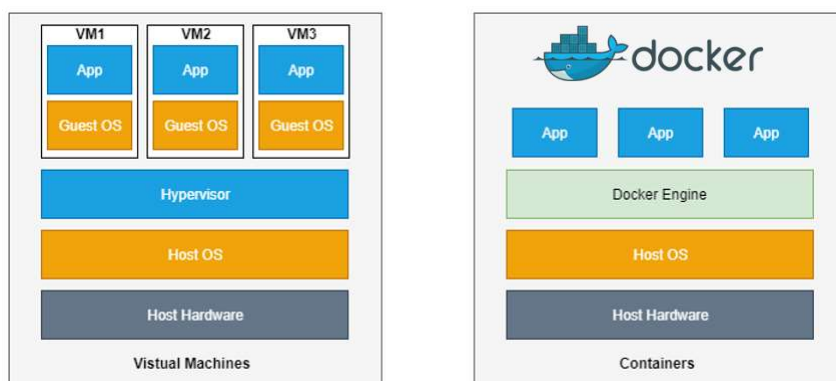 VM1 VM2 VM3
App App App
Guest OS Guest OS Guest OS
Hypervisor
Host OS
Host Hardware
Vistual Machines
docker
App App App
Docker Engine
Host OS
Host Hardware
Containers